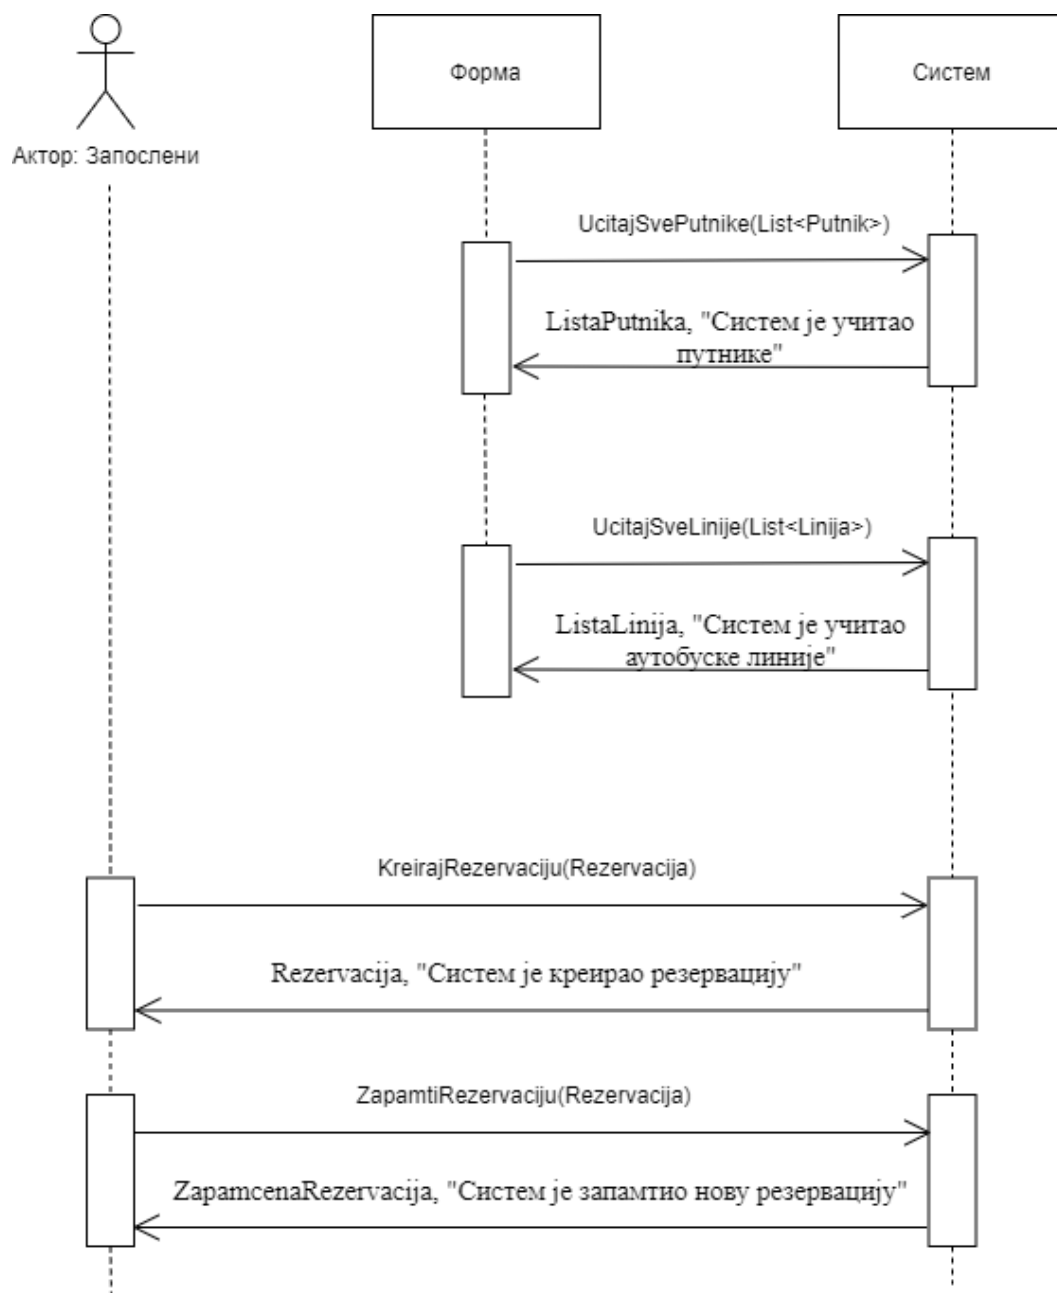 Форма
Систем
Актор: Запослени
UcitajSvePutnike(List<Putnik>)
ListaPutnika, "Систем је учитао
путнике"
UcitajSveLinije(List<Linija>)
ListaLinija, "Систем је учитао
аутобуске линије"
KreirajRezervaciju(Rezervacija)
Rezervacija, "Систем је креирао резервацију"
ZapamtiRezervaciju(Rezervacija)
ZapamcenaRezervacija, "Систем је запамтио нову резервацију"